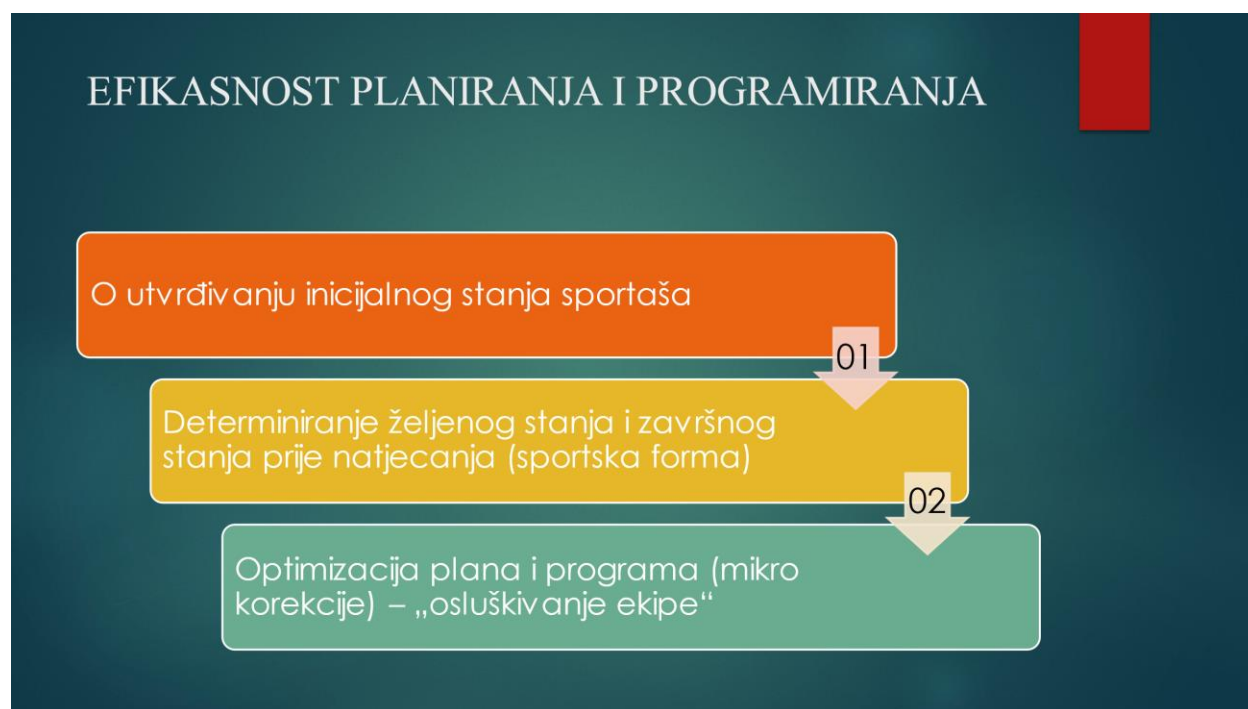 EFIKASNOST PLANIRANJA I PROGRAMIRANJA
O utvrđivanju inicijalnog stanja sportaša
01
Determiniranje željenog stanja i završnog
stanja prije natjecanja (sportska forma)
02
Optimizacija plana i programa (mikro
korekcije) – „osluškivanje ekipe“